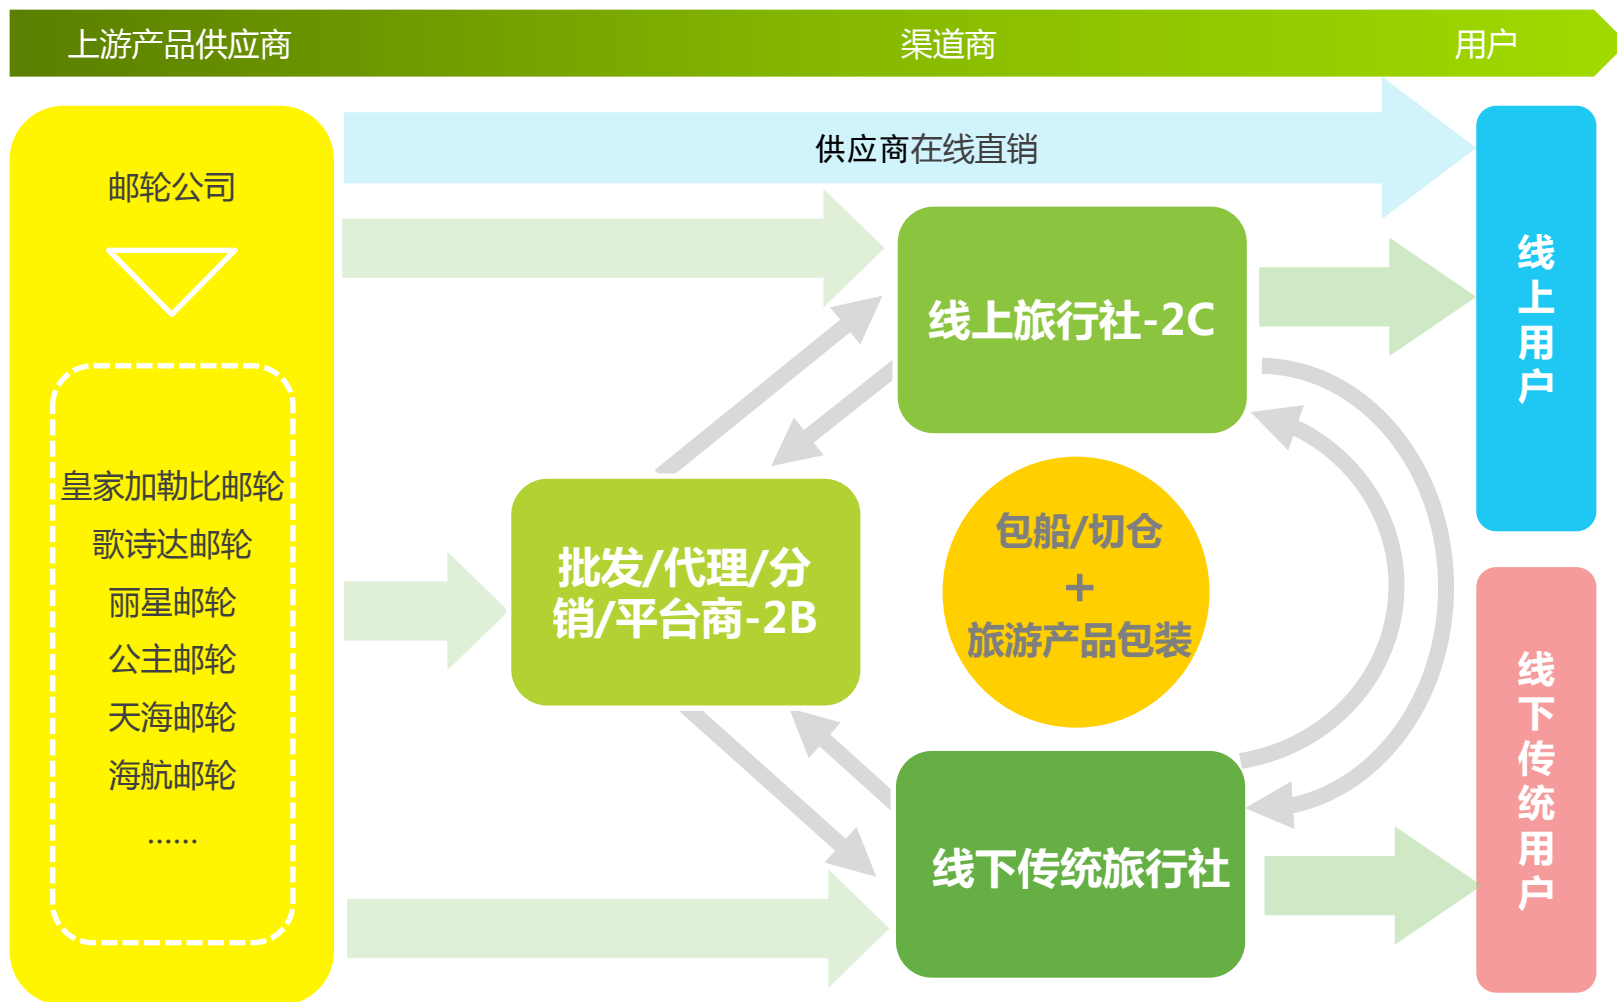 上游产品供应商
渠道商
用户
供应商在线直销
邮轮公司
皇家加勒比邮轮
歌诗达邮轮
丽星邮轮
公主邮轮
天海邮轮
海航邮轮
......
批发/代理/分
销/平台商-2B
线上旅行社-2C
包船/切仓
+
旅游产品包装
线下传统旅行社
线上用户
线下传统用户